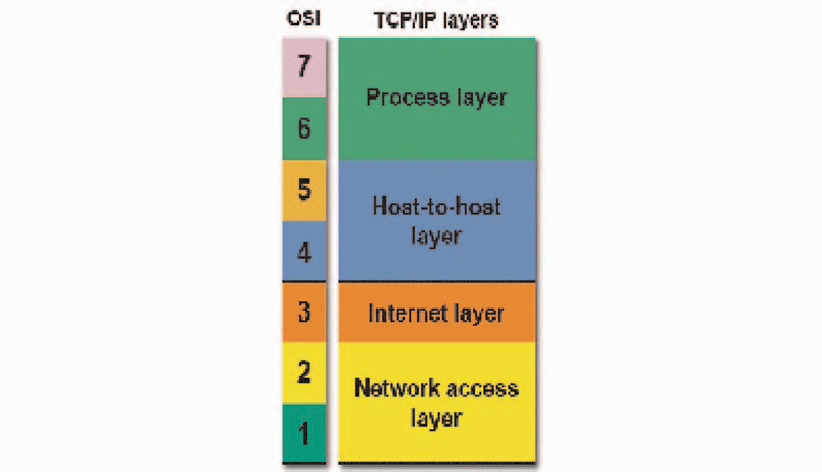 OSI TCP/IP layers
7
Process layer
6
5
Host-to-host
layer
4
3 Internet layer
2
Network access
layer
1